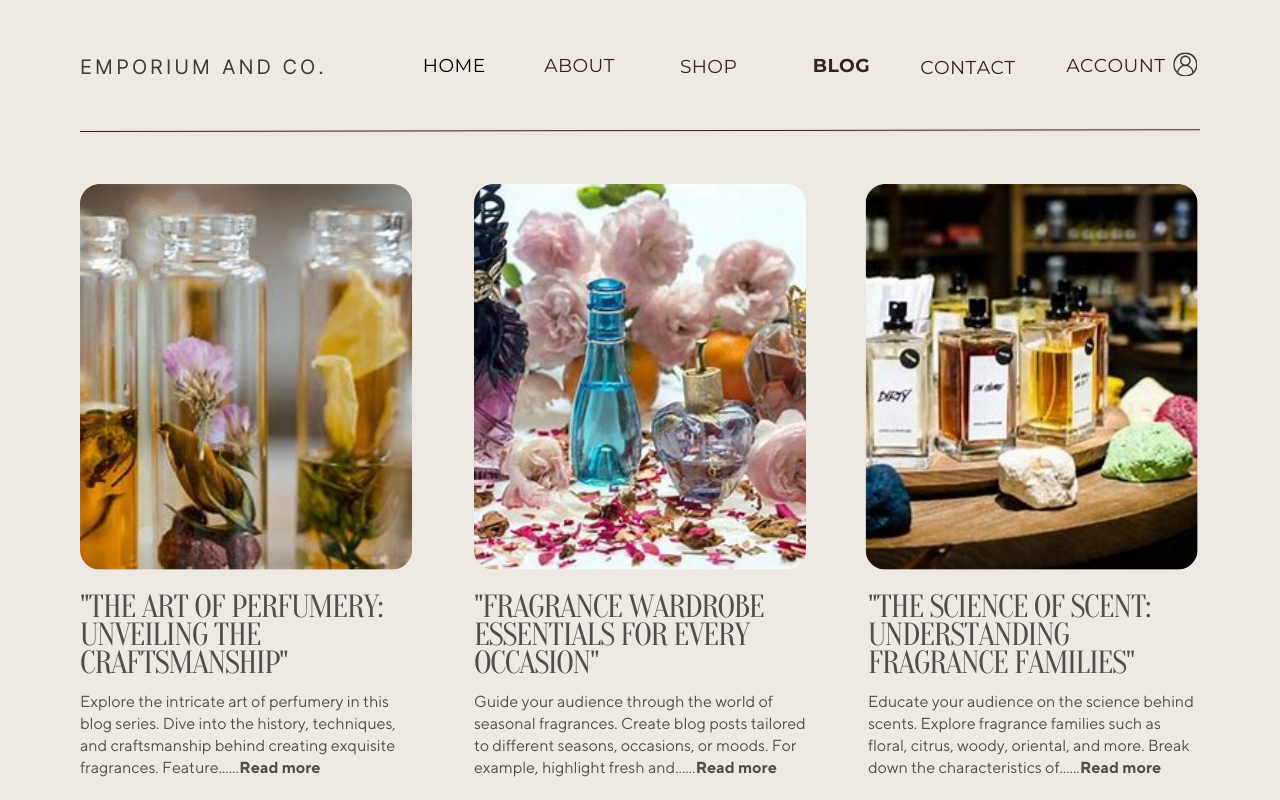 EMPORIUM AND CO.
HOME
ABOUT
SHOP
BLOG
CONTACT
ACCOUNT
DIRTY
"THE ART OF PERFUMERY:
UNVEILING THE
CRAFTSMANSHIP"
Explore the intricate art of perfumery in this
blog series. Dive into the history, techniques,
and craftsmanship behind creating exquisite
fragrances. Feature......Read more
"FRAGRANCE WARDROBE
ESSENTIALS FOR EVERY
OCCASION"
Guide your audience through the world of
seasonal fragrances. Create blog posts tailored
to different seasons, occasions, or moods. For
example, highlight fresh and......Read more
"THE SCIENCE OF SCENT:
UNDERSTANDING
FRAGRANCE FAMILIES"
Educate your audience on the science behind
scents. Explore fragrance families such as
floral, citrus, woody, oriental, and more. Break
down the characteristics of......Read more